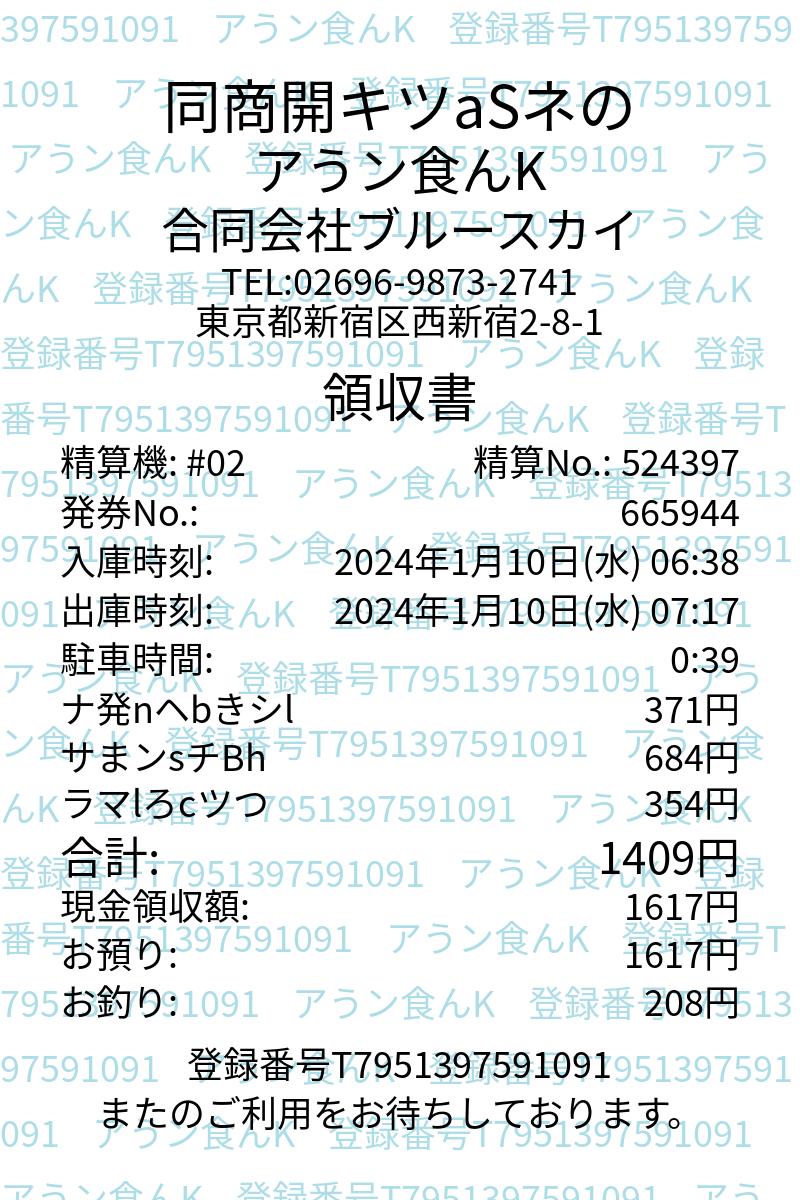 同商開キツaSネの
アうン食んK
合同会社ブルースカイ
TEL:02696-9873-2741
東京都新宿区西新宿2-8-1
領収書
精算機: #02 精算No.: 524397
発券No.: 665944
入庫時刻: 2024年1月10日(水) 06:38
出庫時刻: 2024年1月10日(水) 07:17
駐車時間: 0:39
ナ発nヘbきシl 371円
サまンsチBh 684円
ラマlろcツつ 354円
合計: 1409円
現金領収額: 1617円
お預り: 1617円
お釣り: 208円
登録番号T7951397591091
またのご利用をお待ちしております。